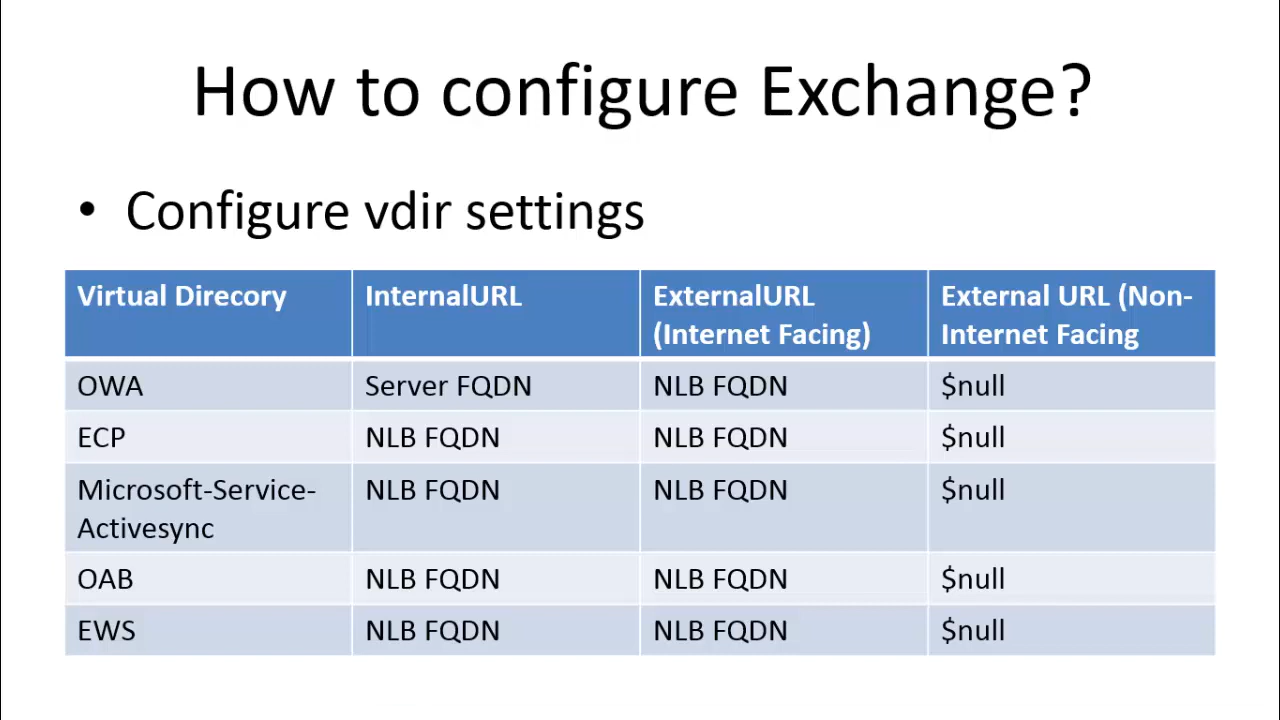 How to configure Exchange?
• Configure vdir settings
Virtual Direcory InternalURL ExternalURL (Internet Facing) External URL (Non-Internet Facing
OWA Server FQDN NLB FQDN $null
ECP NLB FQDN NLB FQDN $null
Microsoft-Service-Activesync NLB FQDN NLB FQDN $null
OAB NLB FQDN NLB FQDN $null
EWS NLB FQDN NLB FQDN $null